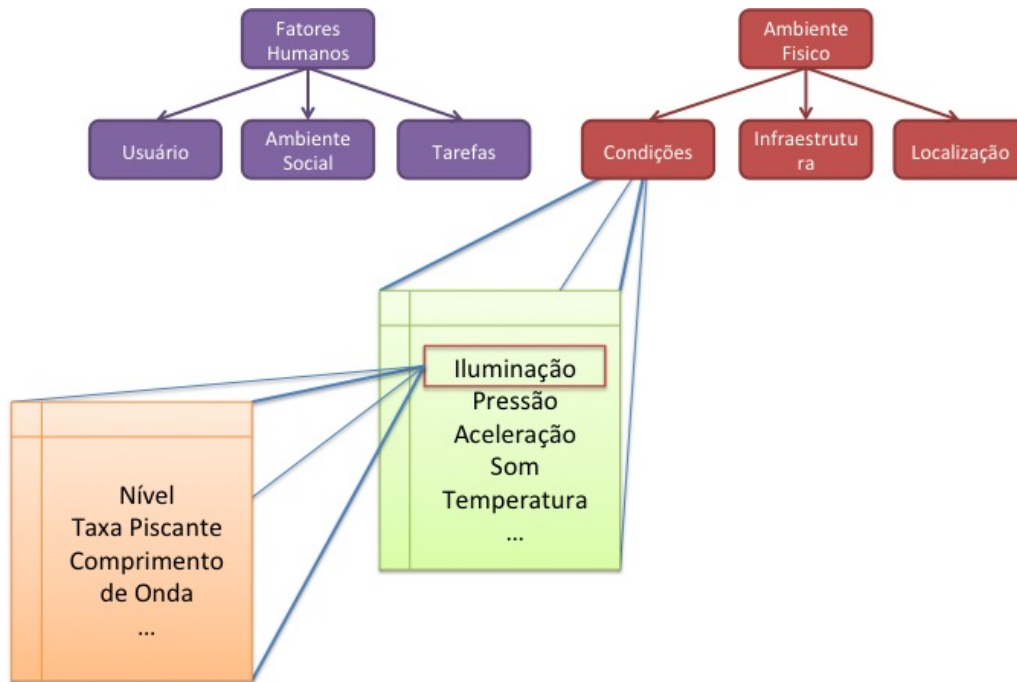 Fatores
Humanos
Ambiente
Fisico
Usuário
Ambiente
Social
Tarefas
Condições
Infraestrutu
ra
Localização
Iluminação
Pressão
Aceleração
Som
Temperatura
...
Nível
Taxa Piscante
Comprimento
de Onda
...